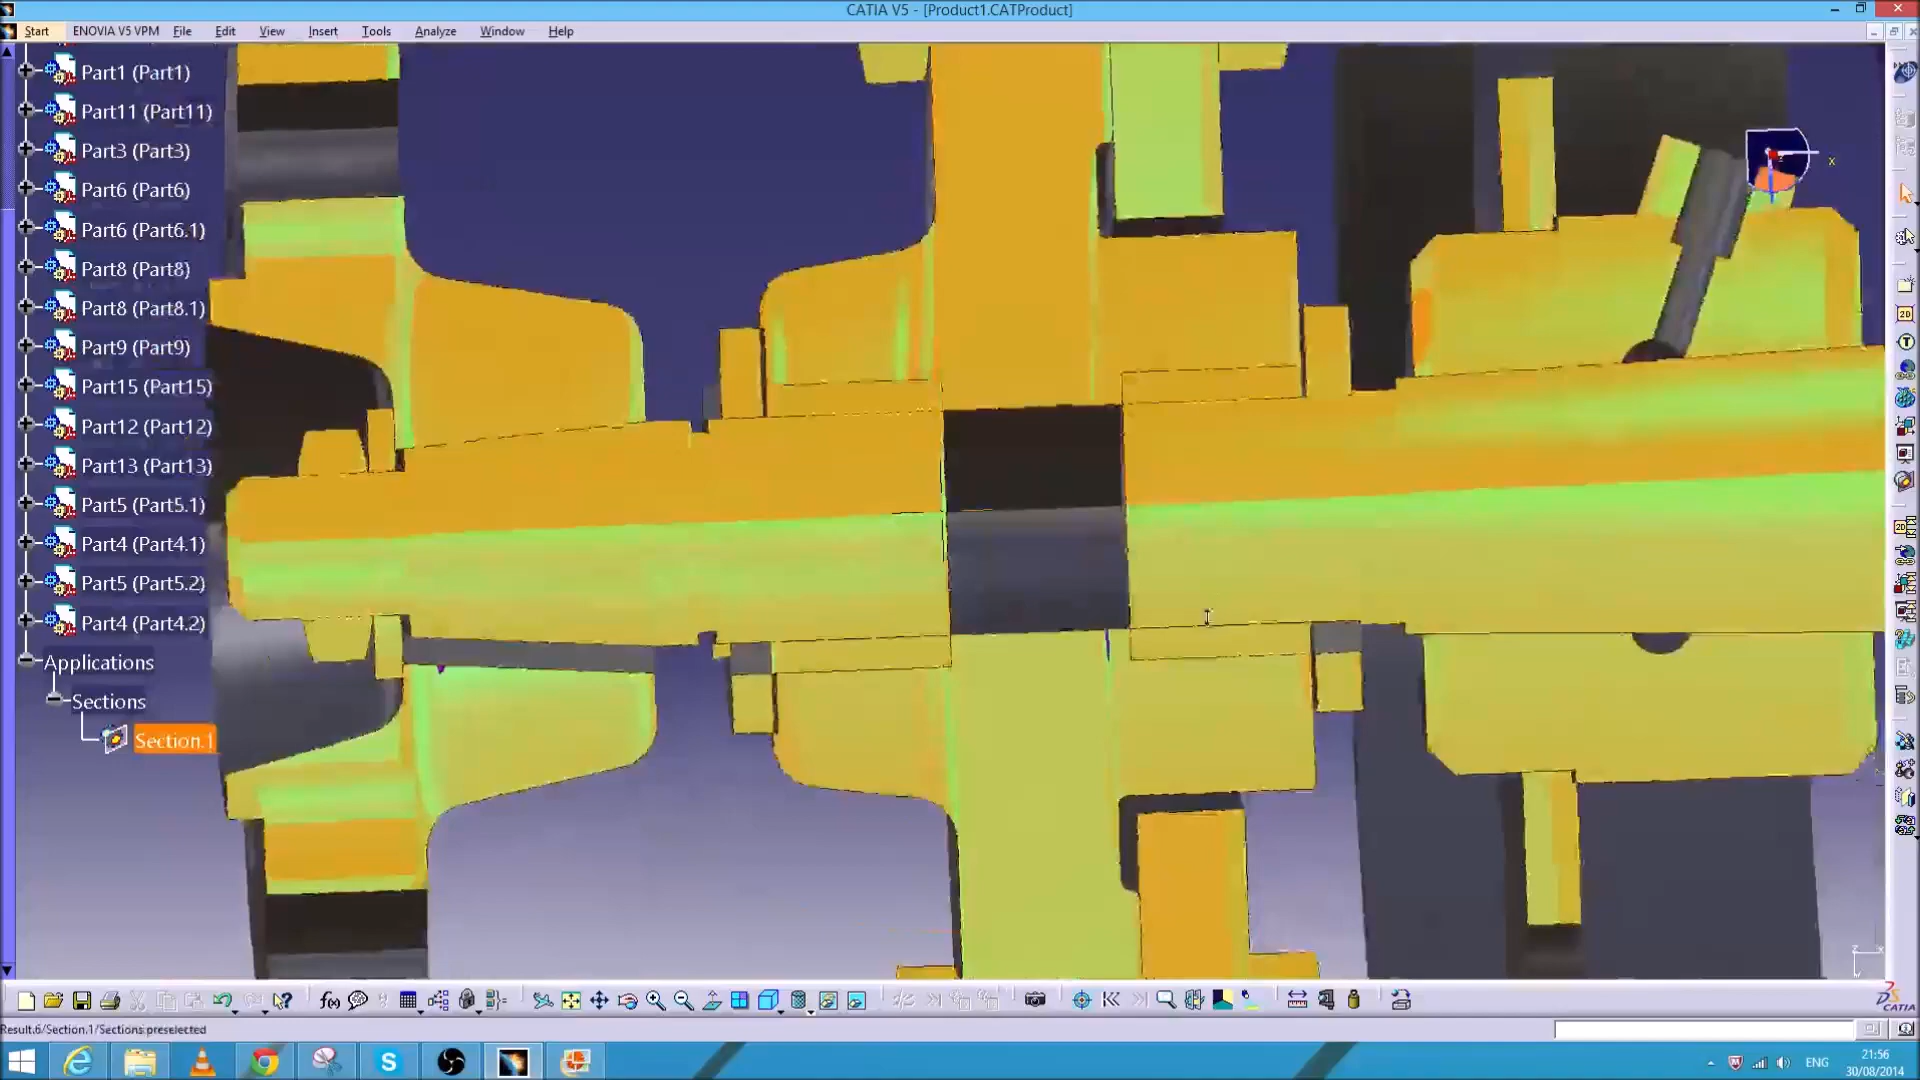 CATIA V5 - [Product1.CATProduct]
Start ENOVIA V5 VPM File Edit View Insert Tools Analyze Window Help
Part1 (Part1)
Part11 (Part11)
Part3 (Part3)
Part6 (Part6)
Part6 (Part6.1)
Part8 (Part8)
Part8 (Part8.1)
Part9 (Part9)
Part15 (Part15)
Part12 (Part12)
Part13 (Part13)
Part5 (Part5.1)
Part4 (Part4.1)
Part5 (Part5.2)
Part4 (Part4.2)
Applications
Sections
Section.1
x
CATIA
Result.6/Section.1/Sections preselected
ENG
21:56
30/08/2014